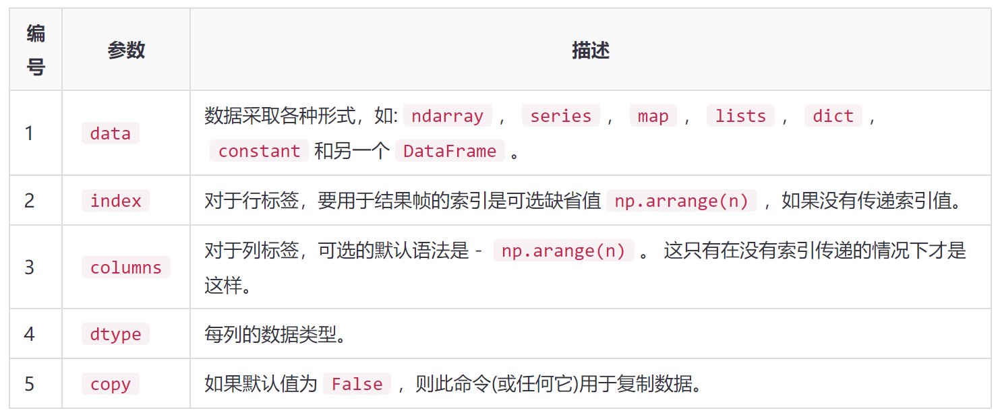 编
号
参数
描述
1
data
数据采取各种形式，如: ndarray ， series ， map ， lists ， dict ，
constant 和另一个 DataFrame 。
2
index
对于行标签，要用于结果帧的索引是可选缺省值 np.arrange(n) ，如果没有传递索引值。
3
columns
对于列标签，可选的默认语法是 - np.arange(n) 。 这只有在没有索引传递的情况下才是
这样。
4
dtype
每列的数据类型。
5
copy
如果默认值为 False ，则此命令(或任何它)用于复制数据。